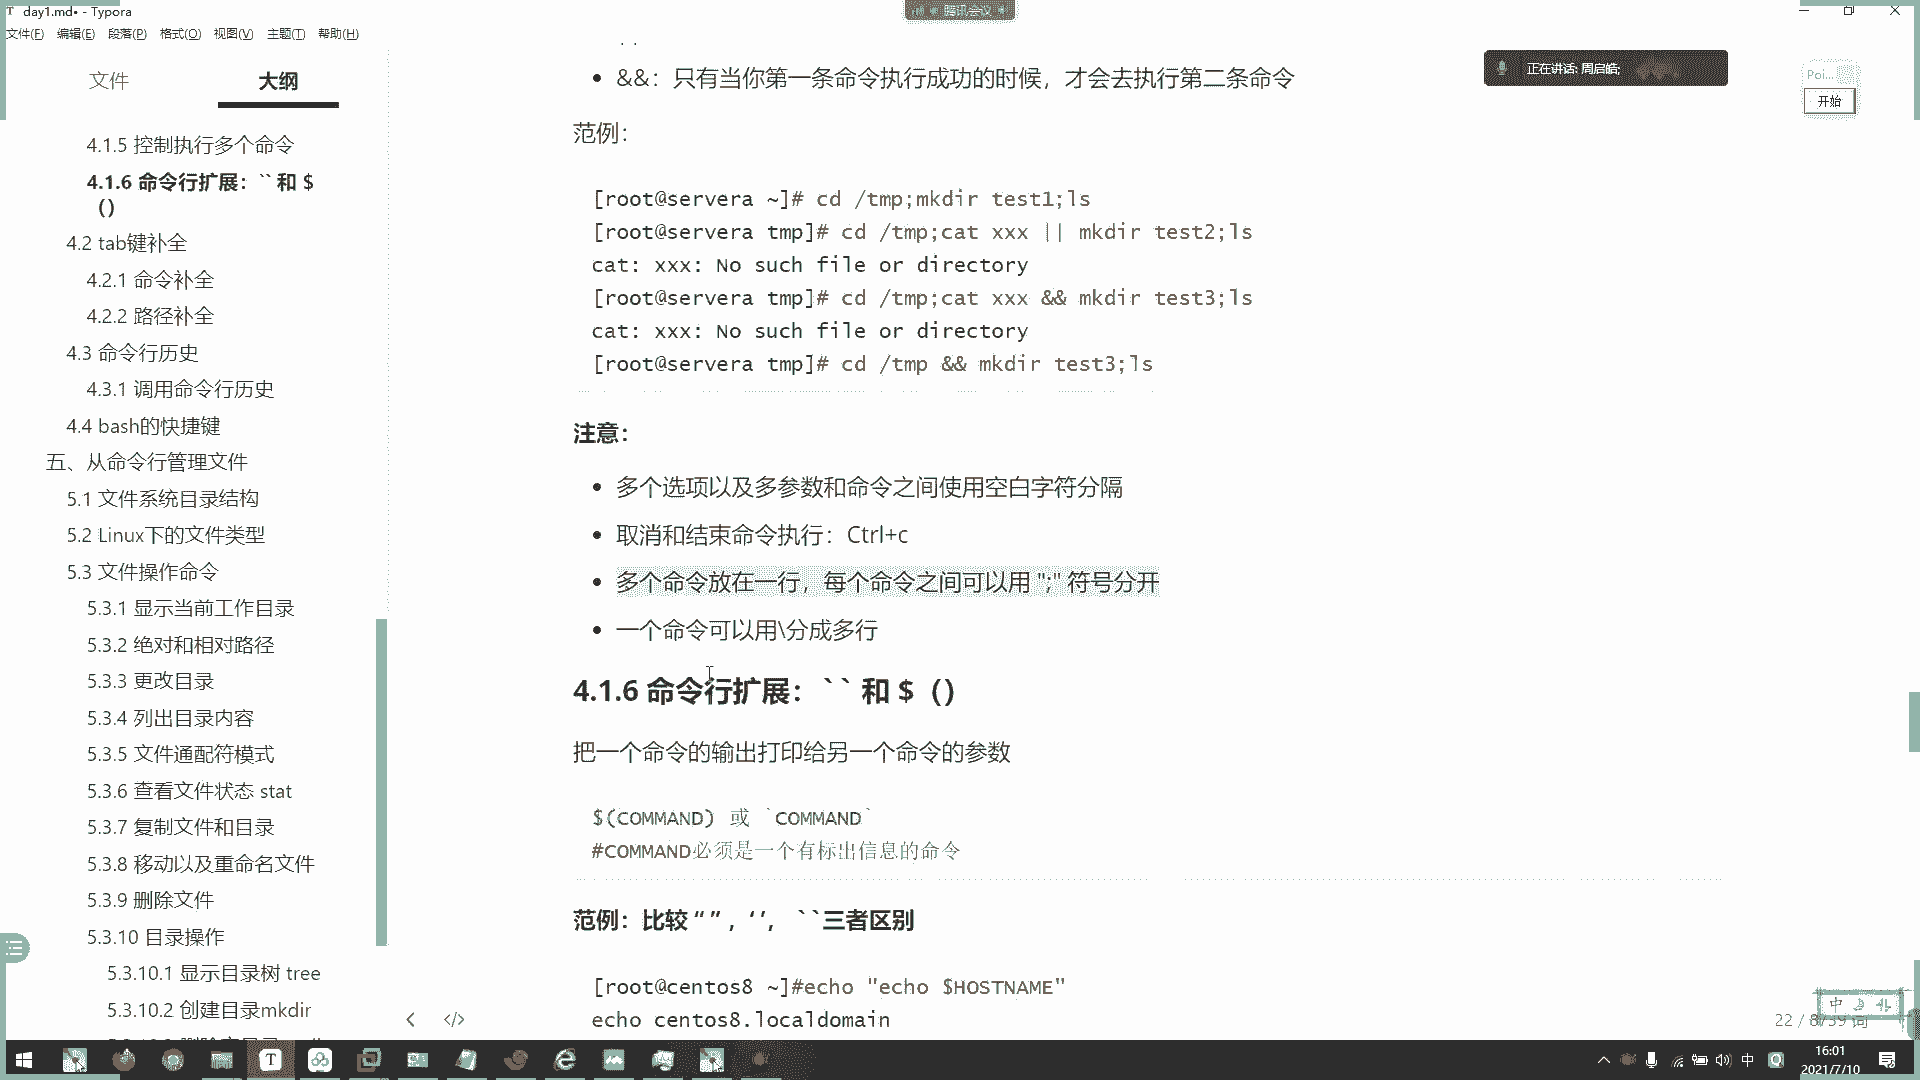 day1.md• - Typora
腾讯会议
文件(F) 编辑(E) 段落(P) 格式(O) 视图(V) 主题(T) 帮助(H)
文件 大纲
4.1.5 控制执行多个命令
4.1.6 命令行扩展：`` 和 $
()
4.2 tab键补全
4.2.1 命令补全
4.2.2 路径补全
4.3 命令行历史
4.3.1 调用命令行历史
4.4 bash的快捷键
五、从命令行管理文件
5.1 文件系统目录结构
5.2 Linux下的文件类型
5.3 文件操作命令
5.3.1 显示当前工作目录
5.3.2 绝对和相对路径
5.3.3 更改目录
5.3.4 列出目录内容
5.3.5 文件通配符模式
5.3.6 查看文件状态 stat
5.3.7 复制文件和目录
5.3.8 移动以及重命名文件
5.3.9 删除文件
5.3.10 目录操作
5.3.10.1 显示目录树 tree
5.3.10.2 创建目录mkdir
&&：只有当你第一条命令执行成功的时候，才会去执行第二条命令
范例：
[root@servera ~]# cd /tmp;mkdir test1;ls
[root@servera tmp]# cd /tmp;cat xxx || mkdir test2;ls
cat: xxx: No such file or directory
[root@servera tmp]# cd /tmp;cat xxx && mkdir test3;ls
cat: xxx: No such file or directory
[root@servera tmp]# cd /tmp && mkdir test3;ls
注意：
多个选项以及多参数和命令之间使用空白字符分隔
取消和结束命令执行：Ctrl+c
多个命令放在一行，每个命令之间可以用 ";" 符号分开
一个命令可以用\分成多行
4.1.6 命令行扩展：`` 和 $（）
把一个命令的输出打印给另一个命令的参数
$(COMMAND) 或 `COMMAND`
#COMMAND必须是一个有标出信息的命令
范例：比较 “ ” ，‘ ’，``三者区别
[root@centos8 ~]#echo "echo $HOSTNAME"
echo centos8.localdomain
正在讲话: 周启皓;
Poi...
开始
中
中
16:01
2021/7/10